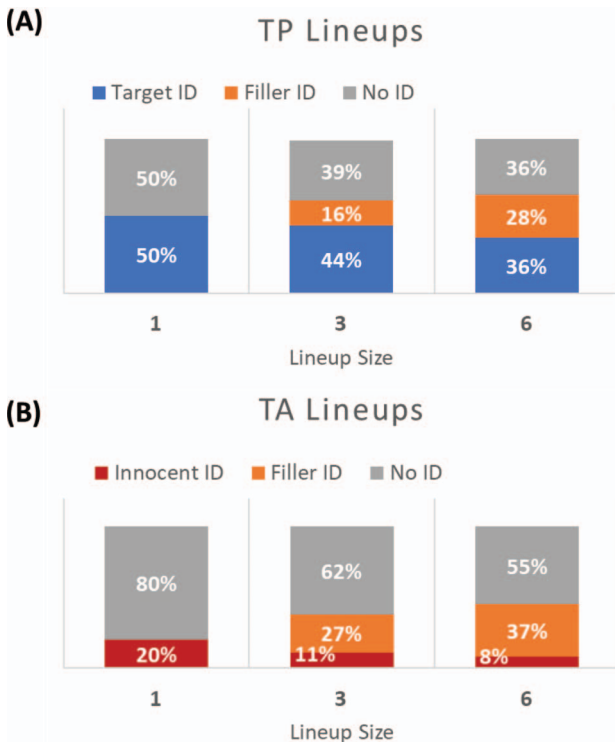 (A)
TP Lineups
Target ID Filler ID No ID
50% 39% 36%
16% 28%
50% 44% 36%
1 3 6
Lineup Size
(B)
TA Lineups
Innocent ID Filler ID No ID
80% 62% 55%
27% 37%
20% 11% 8%
1 3 6
Lineup Size